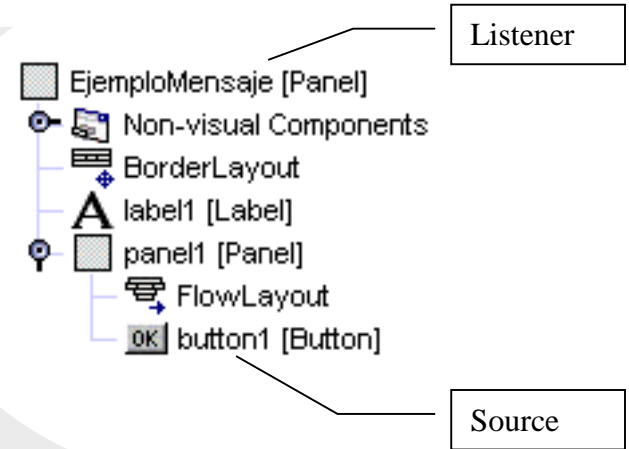 Listener
EjemploMensaje [Panel]
Non-visual Components
BorderLayout
A label1 [Label]
panel1 [Panel]
FlowLayout
OK button1 [Button]
Source